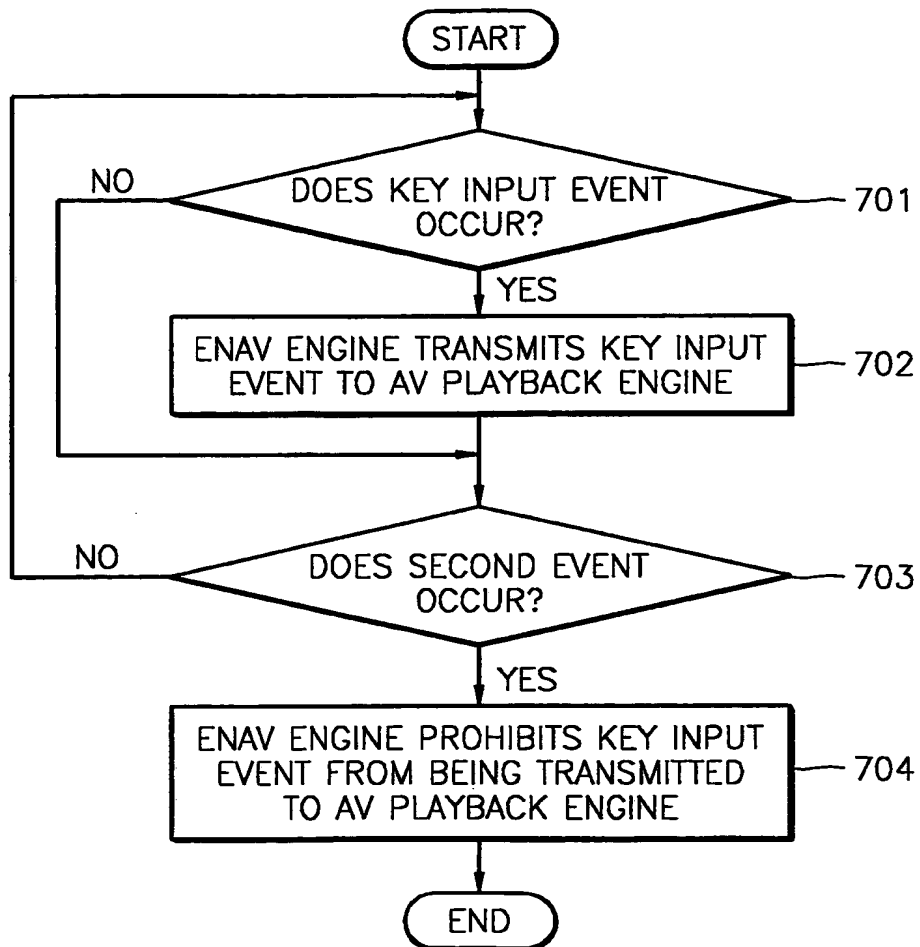 START
NO
DOES KEY INPUT EVENT
OCCUR?
701
YES
ENAV ENGINE TRANSMITS KEY INPUT
EVENT TO AV PLAYBACK ENGINE
702
NO
DOES SECOND EVENT
OCCUR?
703
YES
ENAV ENGINE PROHIBITS KEY INPUT
EVENT FROM BEING TRANSMITTED
TO AV PLAYBACK ENGINE
704
END